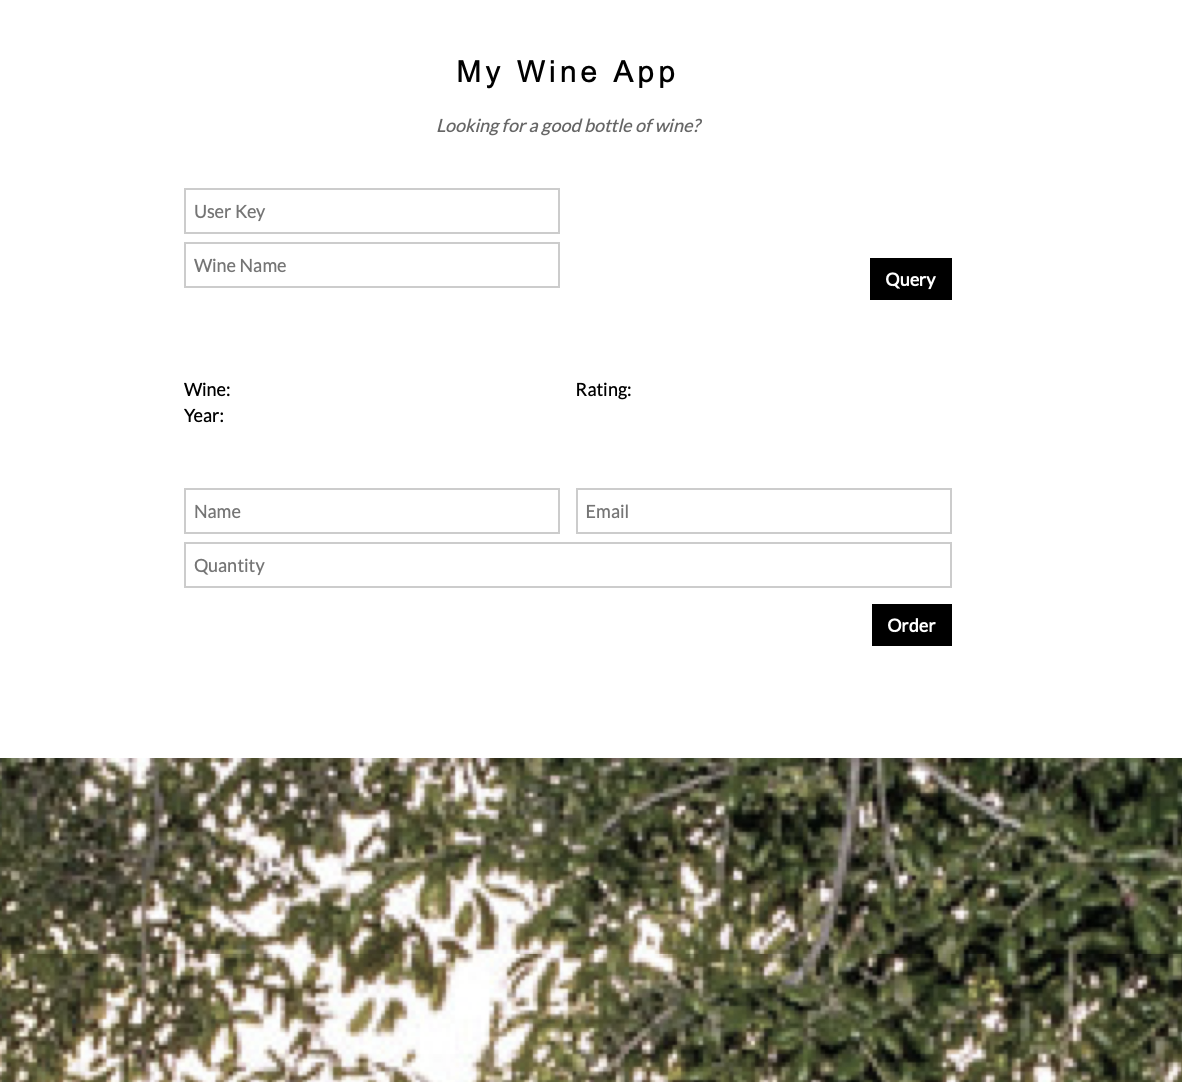 My Wine App
Looking for a good bottle of wine?
User Key
Wine Name
Query
Wine:
Rating:
Year:
Name
Email
Quantity
Order